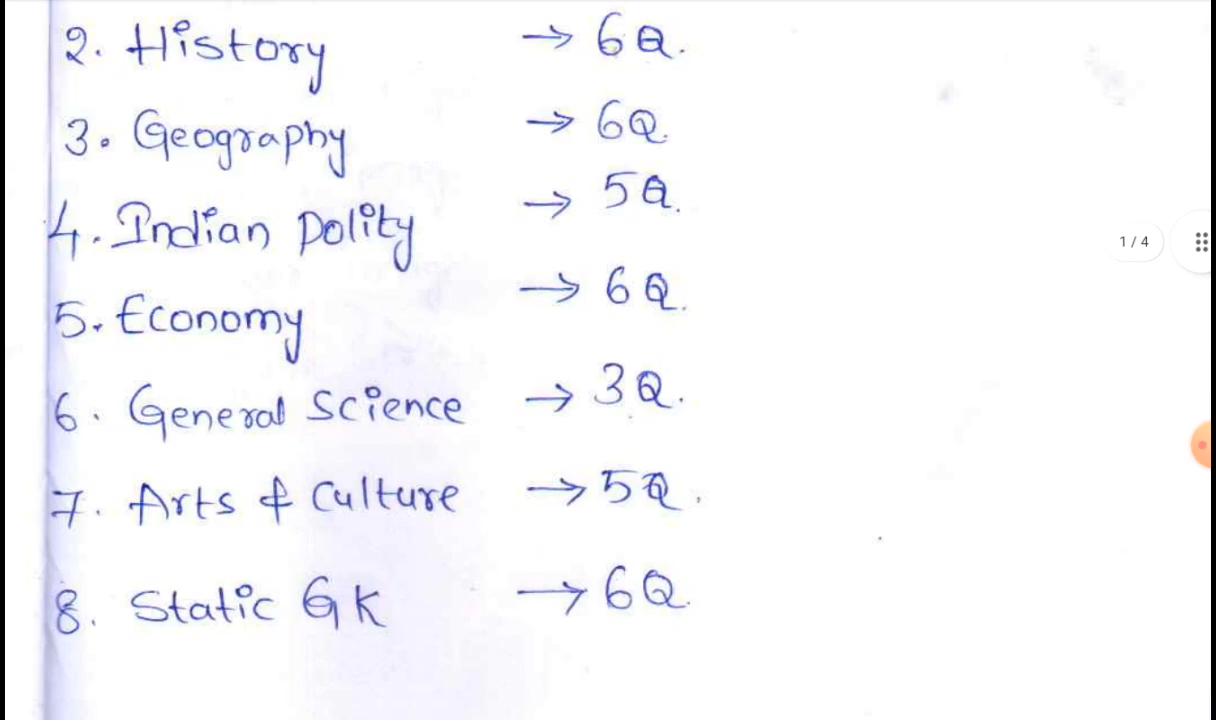 2. History → 6Q.
3. Geography → 6Q.
4. Indian Polity → 5Q.
5. Economy → 6Q.
6. General Science → 3Q.
7. Arts & Culture → 5Q.
8. Static GK → 6Q.
1 / 4